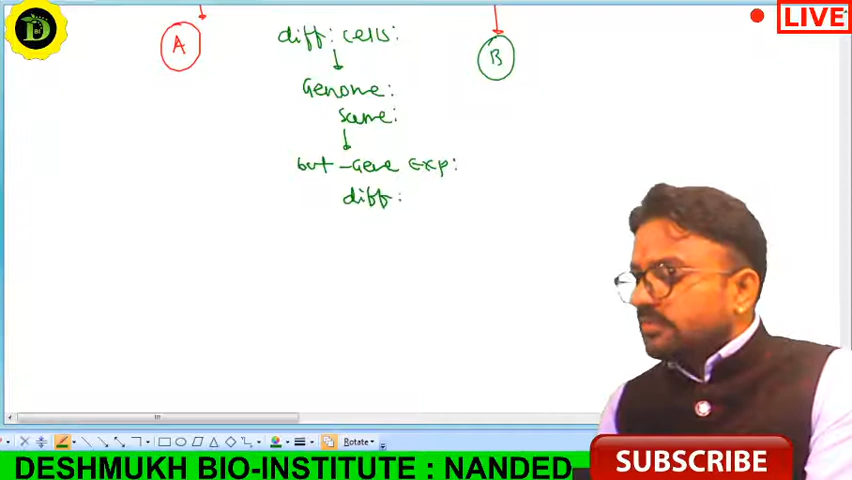 LIVE
D
A
diff: cells:
B
Genome:
same:
but - Gene Exp:
diff:
Rotate
DESHMUKH BIO-INSTITUTE : NANDED
SUBSCRIBE